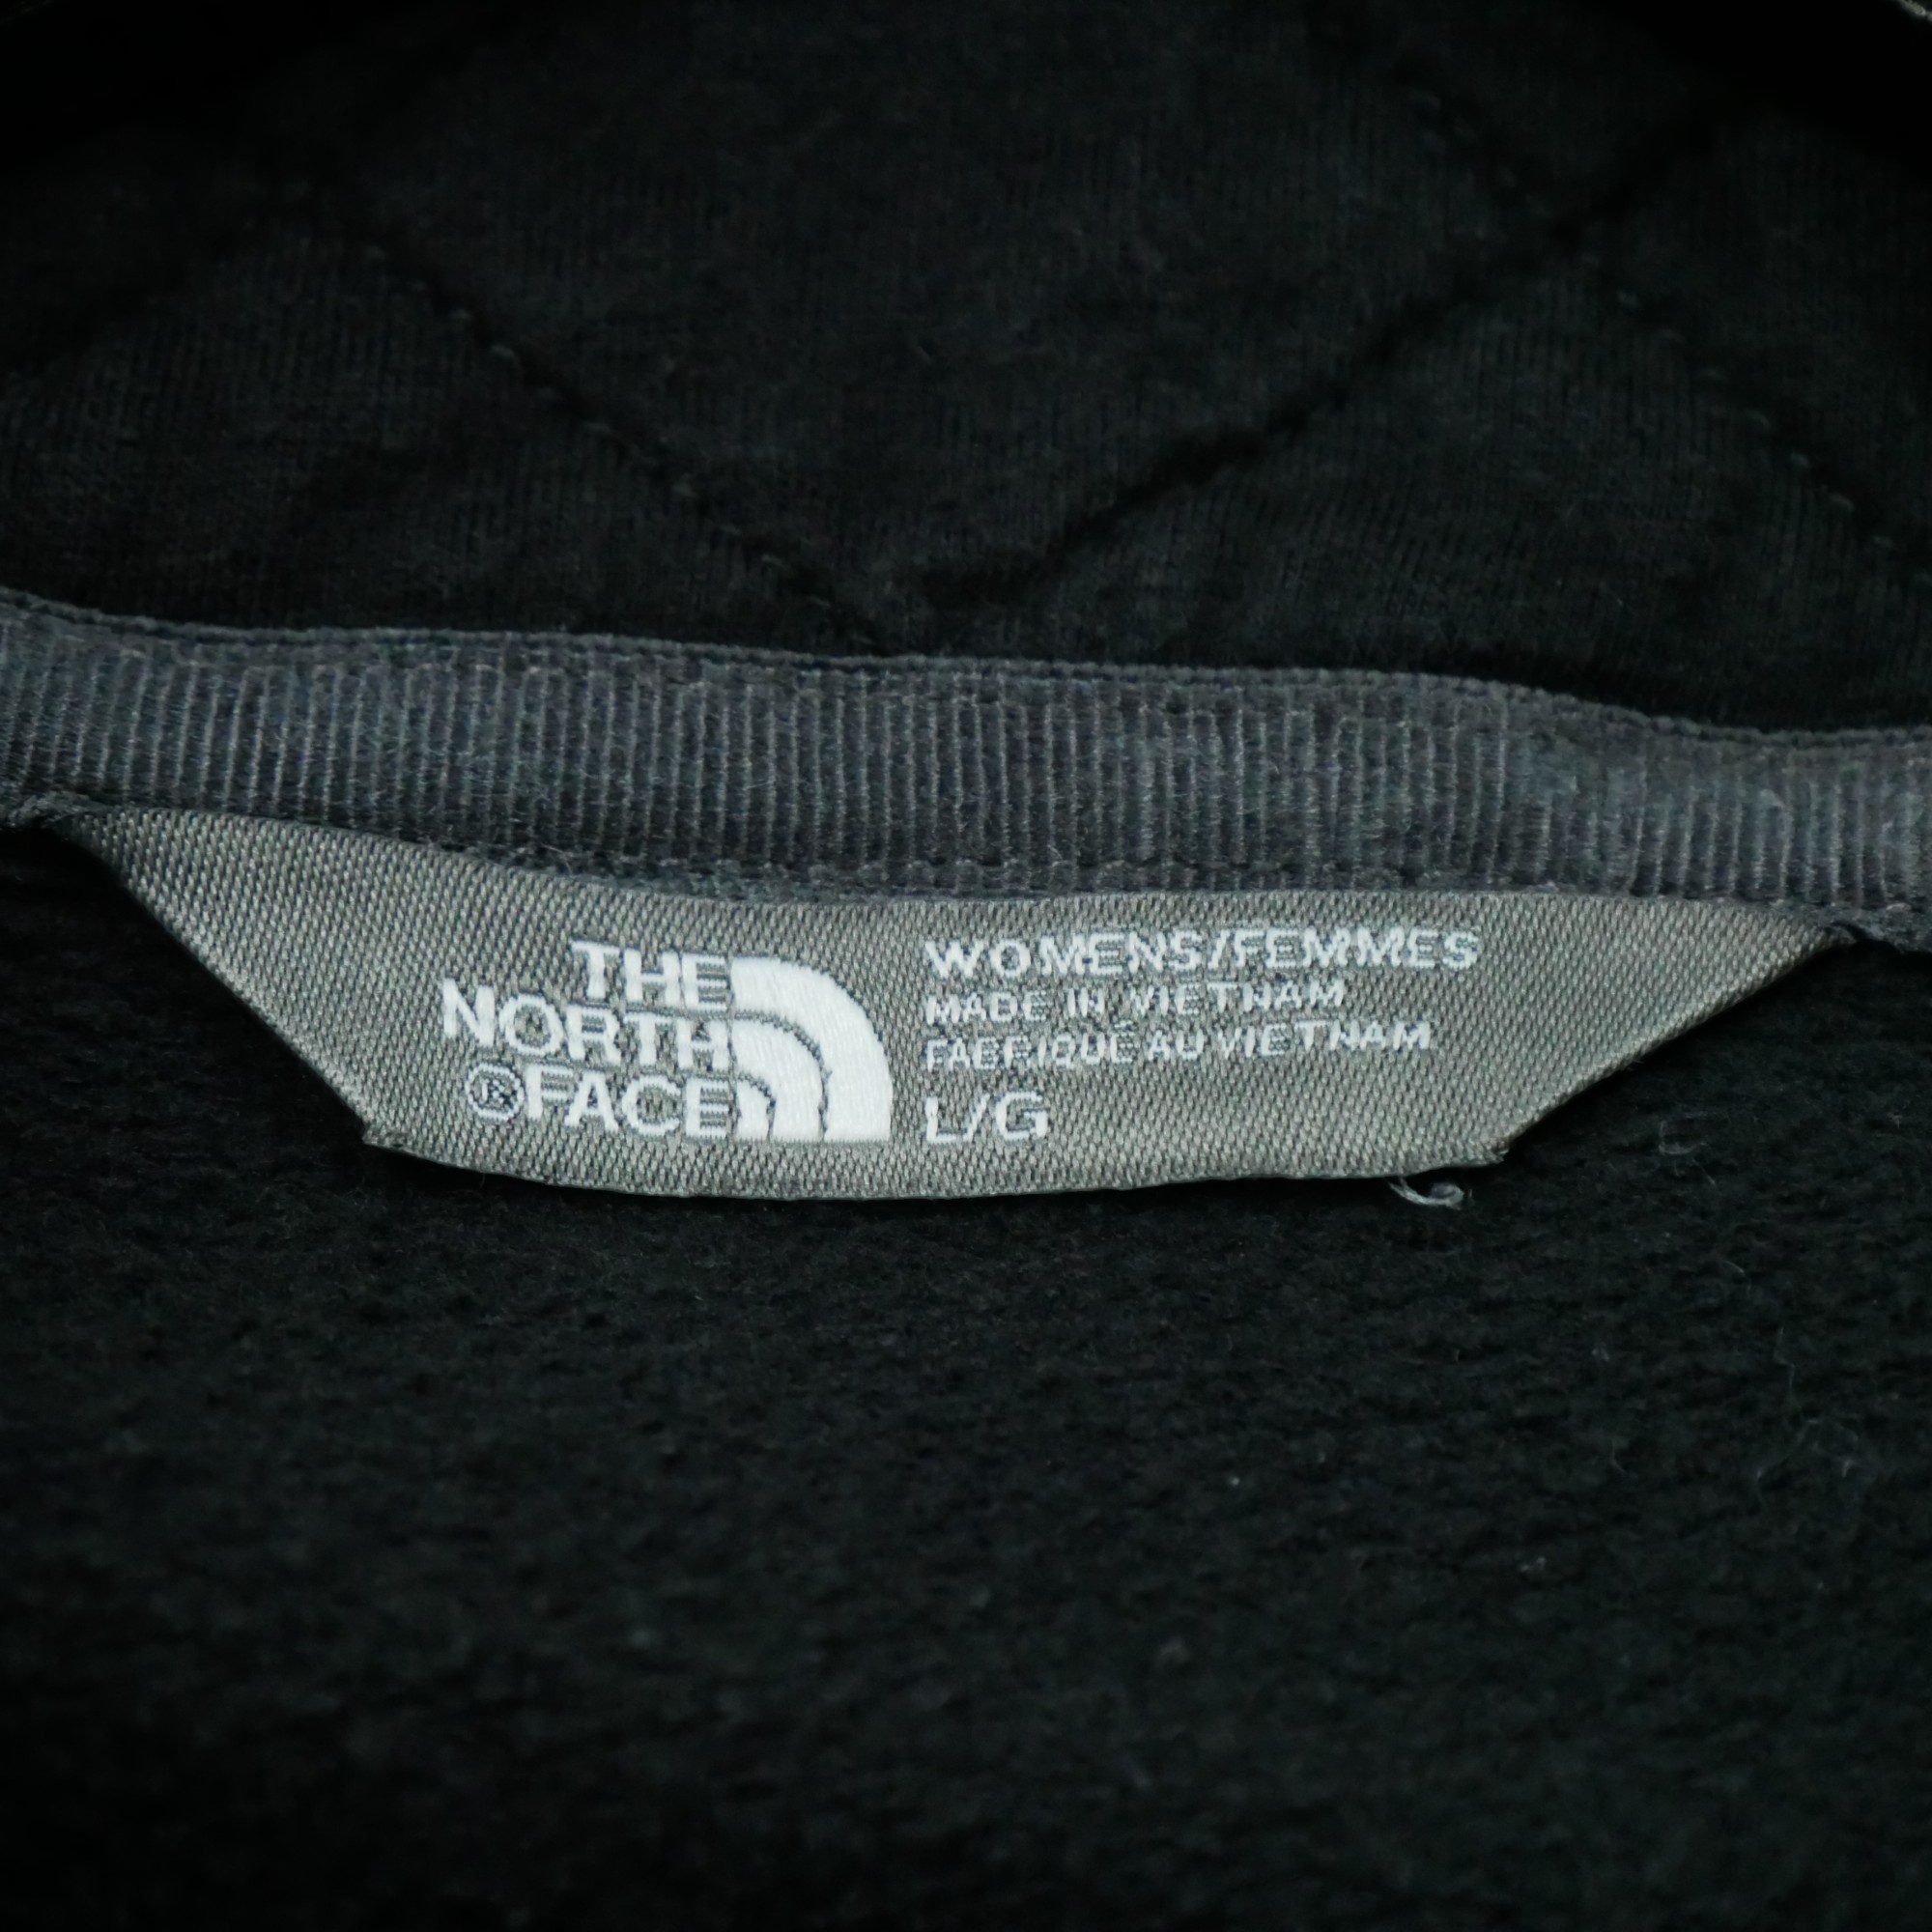 THE
NORTH
®FACE
WOMENS/FEMMES
MADE IN VIETNAM
FABRIQUÉ AU VIETNAM
L/G